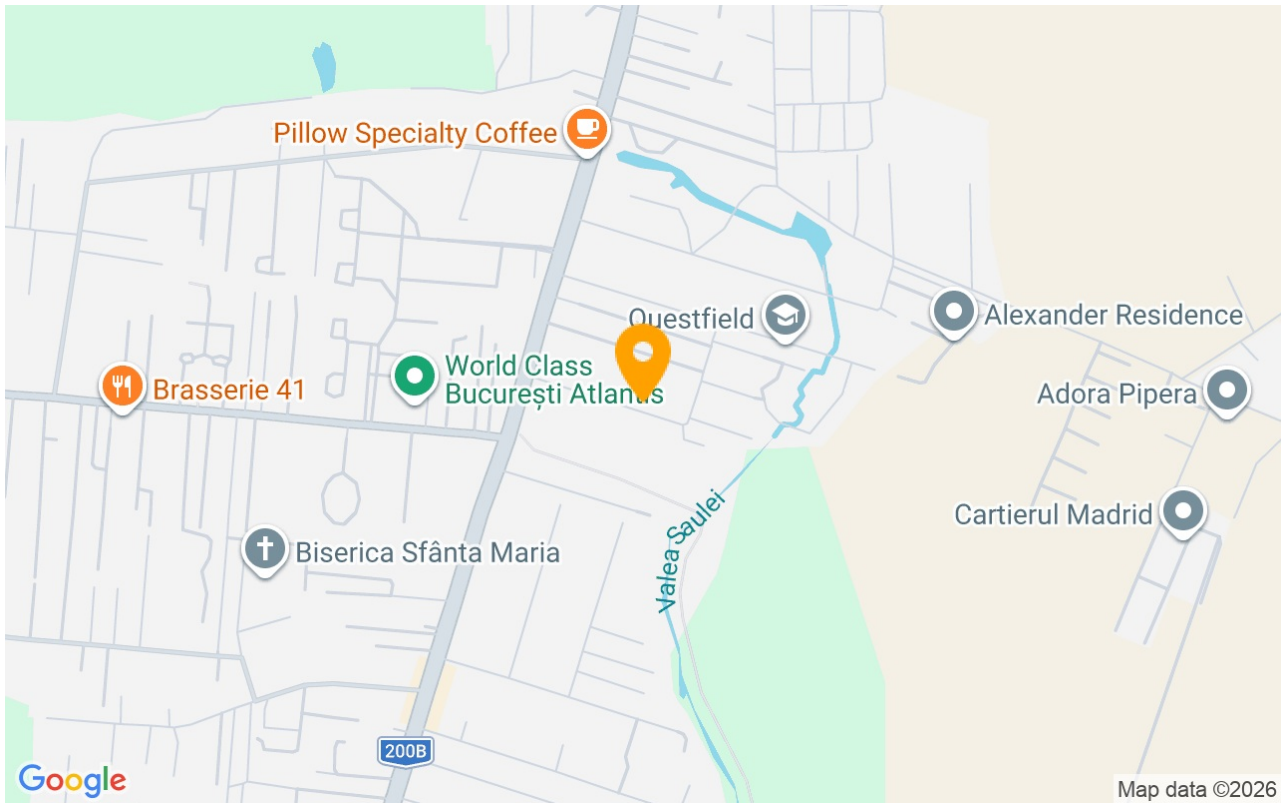 Pillow Specialty Coffee
Questfield
Alexander Residence
World Class
București Atlantis
Brasserie 41
Adora Pipera
Cartierul Madrid
Valea Saulei
Biserica Sfânta Maria
200B
Google
Map data ©2026